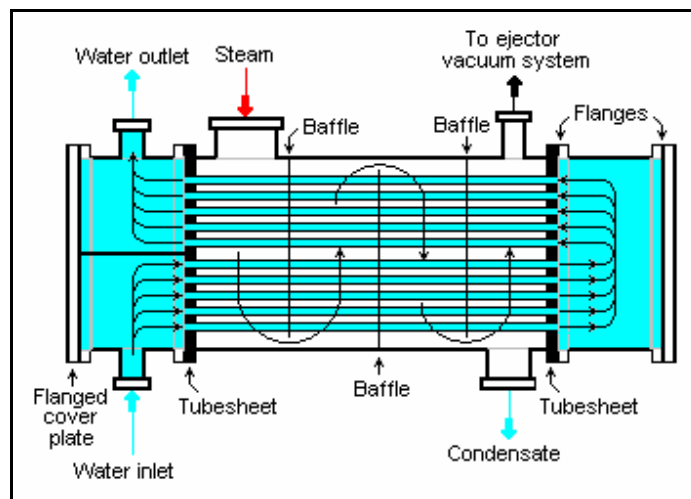 To ejector
vacuum system
Water outlet
Steam
Baffle
Baffle
Flanges
Flanged
cover
plate
Tubesheet
Baffle
Tubesheet
Water inlet
Condensate